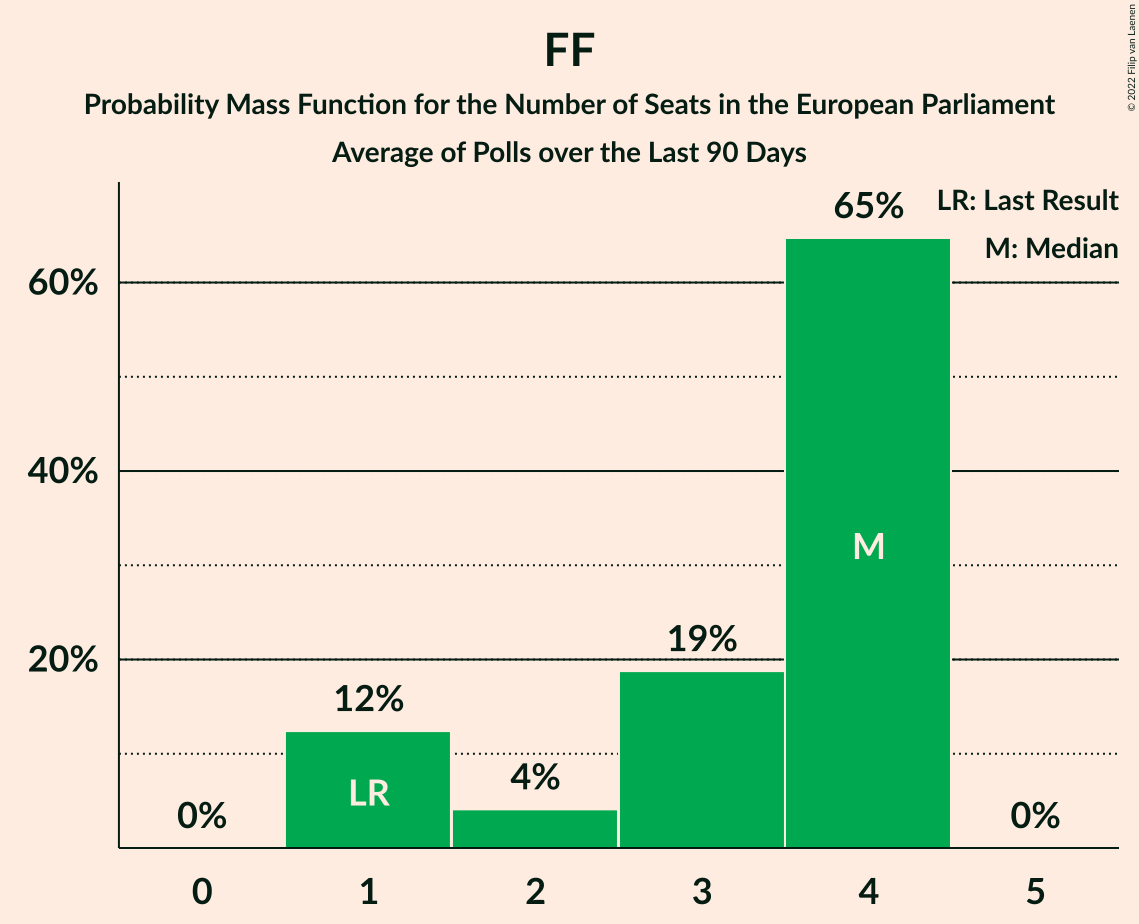 FF
Probability Mass Function for the Number of Seats in the European Parliament
Average of Polls over the Last 90 Days
© 2022 Filip van Laenen
LR: Last Result
M: Median
60%
40%
20%
0%
12%
4%
19%
65%
0%
LR
M
0 1 2 3 4 5